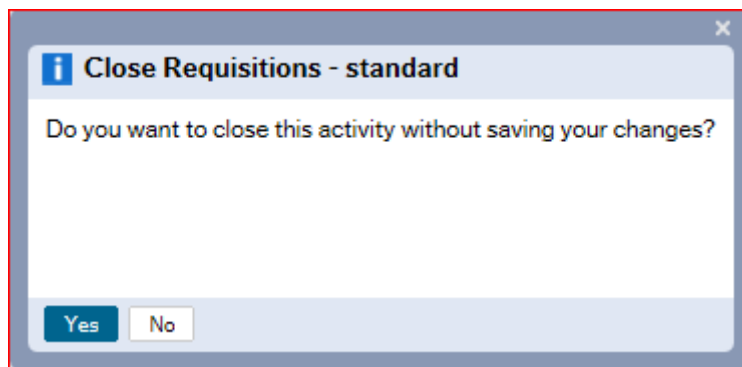 Close Requisitions - standard
Do you want to close this activity without saving your changes?
Yes No